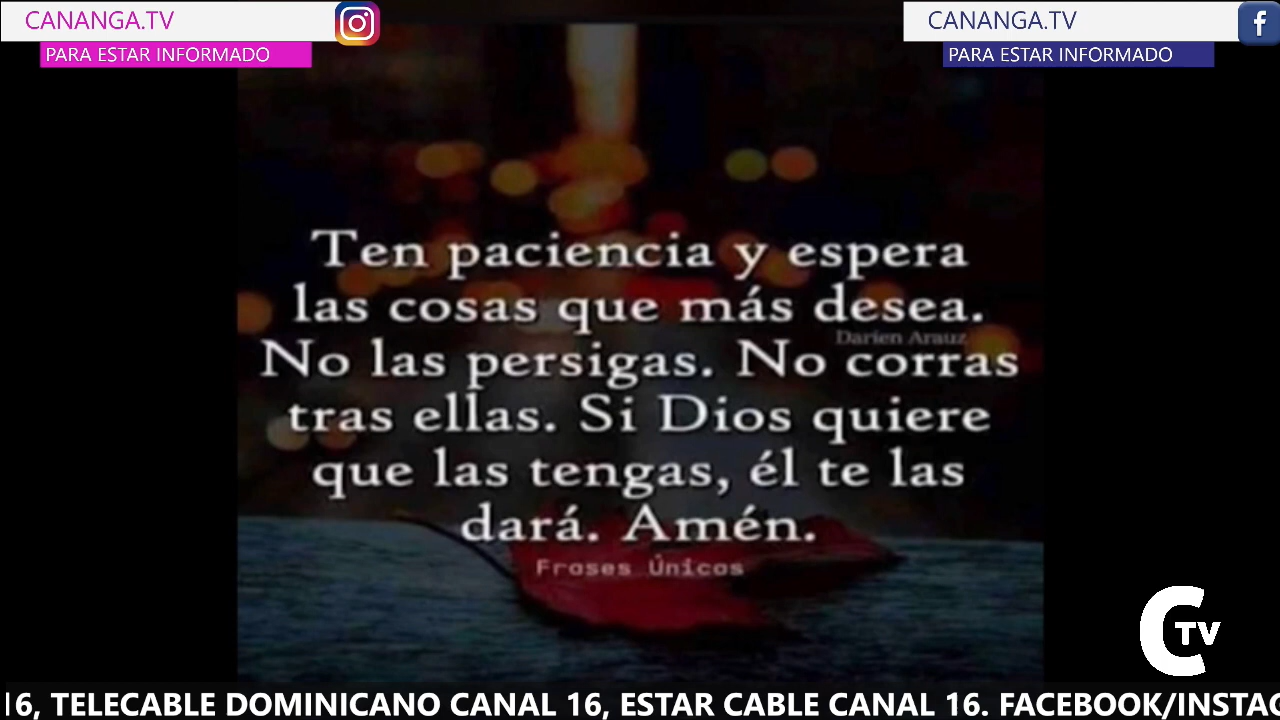 CANANGA.TV
PARA ESTAR INFORMADO
CANANGA.TV
PARA ESTAR INFORMADO
Ten paciencia y espera
las cosas que más desea.
Darien Arauz
No las persigas. No corras
tras ellas. Si Dios quiere
que las tengas, él te las
dará. Amén.
Frases Únicas
C TV
16, TELECABLE DOMINICANO CANAL 16, ESTAR CABLE CANAL 16. FACEBOOK/INSTAG